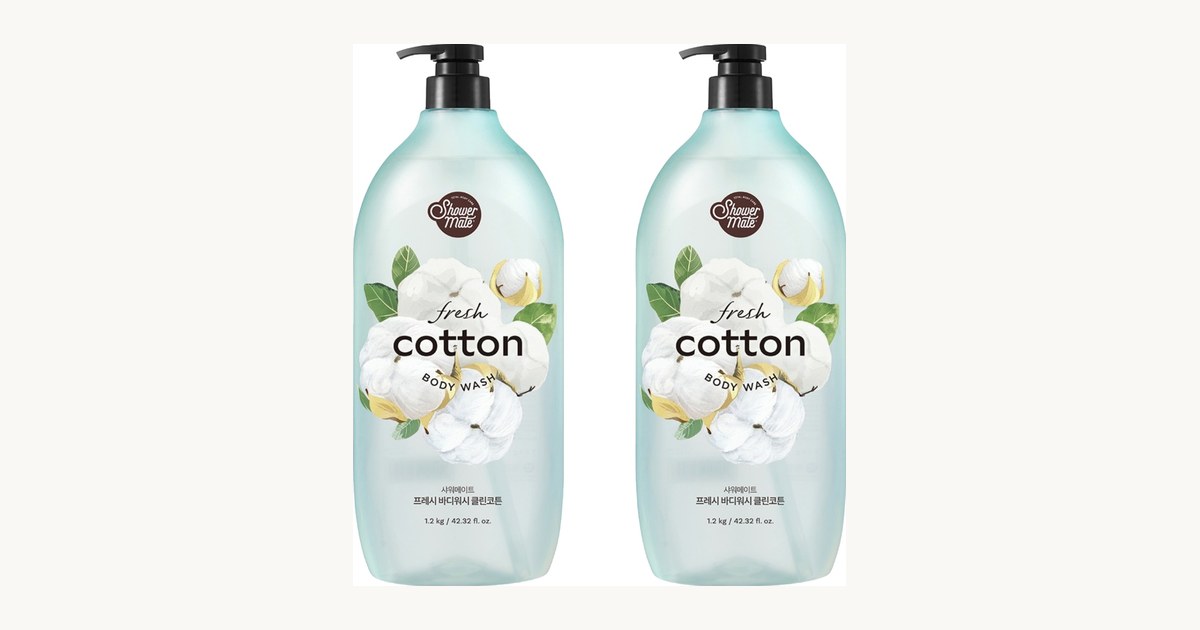 Shower
Mate
fresh
cotton
BODY WASH
샤워메이트
프레시 바디워시 클린코튼
1.2 kg / 42.32 fl. oz.
Shower
Mate
fresh
cotton
BODY WASH
샤워메이트
프레시 바디워시 클린코튼
1.2 kg / 42.32 fl. oz.